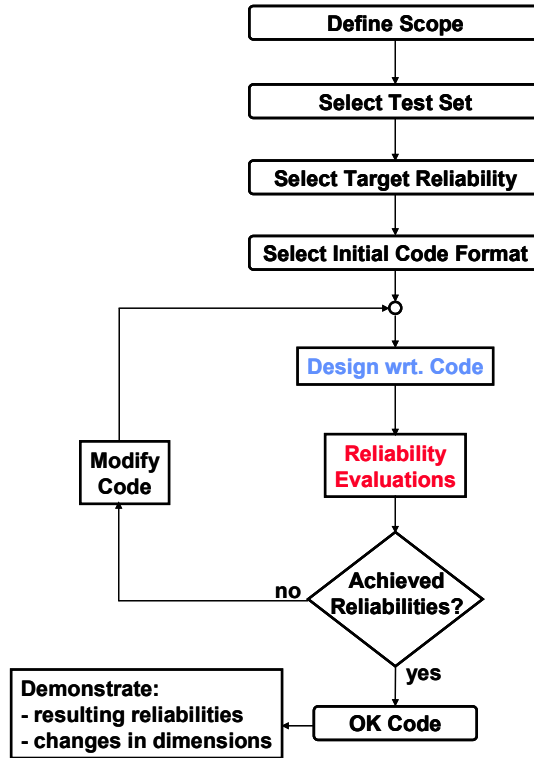 Define Scope
Select Test Set
Select Target Reliability
Select Initial Code Format
Design wrt. Code
Reliability
Evaluations
Modify
Code
Achieved
Reliabilities?
no
yes
OK Code
Demonstrate:
- resulting reliabilities
- changes in dimensions